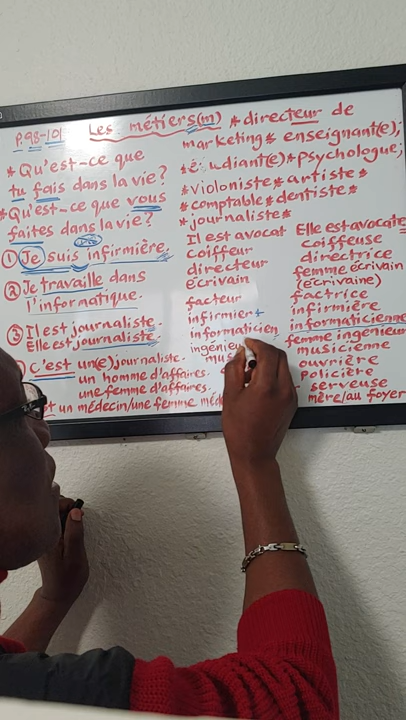 P.98-101 Les métiers(m) *directeur de
marketing* enseignant(e);
étudiant(e)*Psychologue;
*violoniste*artiste*
*comptable*dentiste*
*journaliste*
*Qu'est-ce que
tu fais dans la vie?
*Qu'est-ce que vous
faites dans la vie?
① Je suis infirmière.
② Je travaille dans
l'informatique.
③ Il est journaliste.
Elle est journaliste.
c'est un(e) journaliste.
un homme d'affaires.
une femme d'affaires.
un médecin/une femme
Il est avocat
coiffeur
directeur
écrivain
facteur
infirmier
informaticien
Elle est avocate
coiffeuse
directrice
femme écrivain
(écrivaine)
factrice
infirmière
informaticienne
femme ingénieur
musicienne
ouvrière
policière
serveuse
mère/au foyer